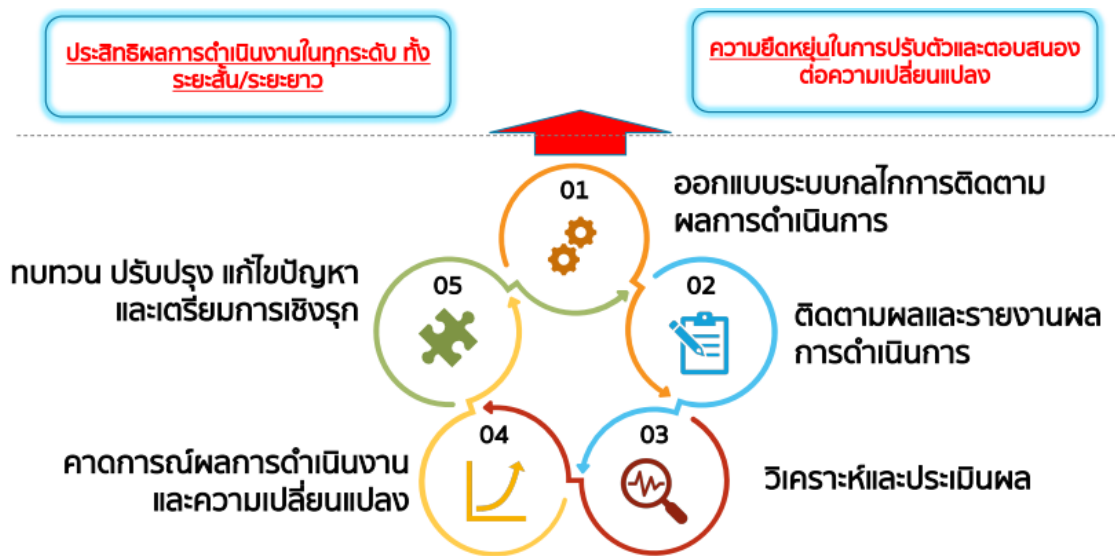 ประสิทธิผลการดำเนินงานในทุกระดับ ทั้ง
ระยะสั้น/ระยะยาว
ความยืดหยุ่นในการปรับตัวและตอบสนอง
ต่อความเปลี่ยนแปลง
01
ออกแบบระบบกลไกการติดตาม
ผลการดำเนินการ
02
ติดตามผลและรายงานผล
การดำเนินการ
03
วิเคราะห์และประเมินผล
04
คาดการณ์ผลการดำเนินงาน
และความเปลี่ยนแปลง
05
ทบทวน ปรับปรุง แก้ไขปัญหา
และเตรียมการเชิงรุก